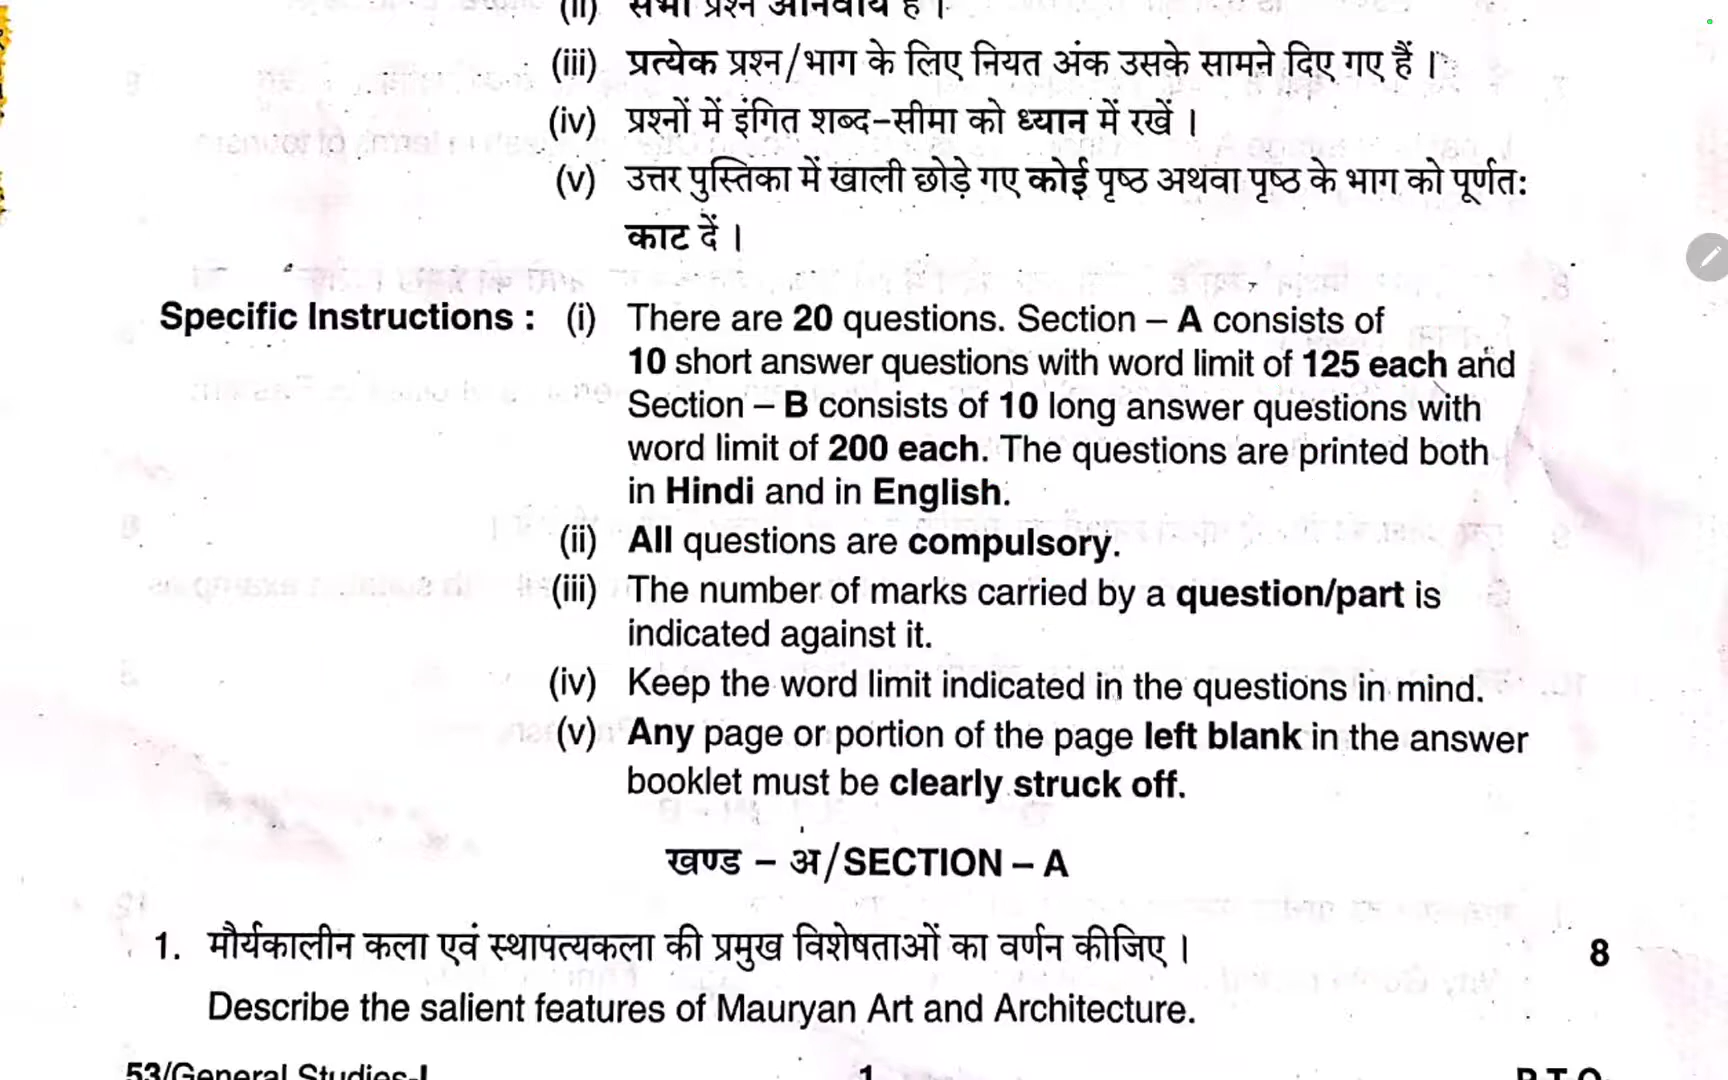 (ii) सभी प्रश्न अनिवार्य हैं ।
(iii) प्रत्येक प्रश्न/भाग के लिए नियत अंक उसके सामने दिए गए हैं ।
(iv) प्रश्नों में इंगित शब्द-सीमा को ध्यान में रखें ।
(v) उत्तर पुस्तिका में खाली छोड़े गए कोई पृष्ठ अथवा पृष्ठ के भाग को पूर्णत:
काट दें ।
Specific Instructions : (i) There are 20 questions. Section – A consists of
10 short answer questions with word limit of 125 each and
Section – B consists of 10 long answer questions with
word limit of 200 each. The questions are printed both
in Hindi and in English.
(ii) All questions are compulsory.
(iii) The number of marks carried by a question/part is
indicated against it.
(iv) Keep the word limit indicated in the questions in mind.
(v) Any page or portion of the page left blank in the answer
booklet must be clearly struck off.
खण्ड – अ/SECTION – A
1. मौर्यकालीन कला एवं स्थापत्यकला की प्रमुख विशेषताओं का वर्णन कीजिए । 8
Describe the salient features of Mauryan Art and Architecture.
53/General Studies-I 1 P.T.O.